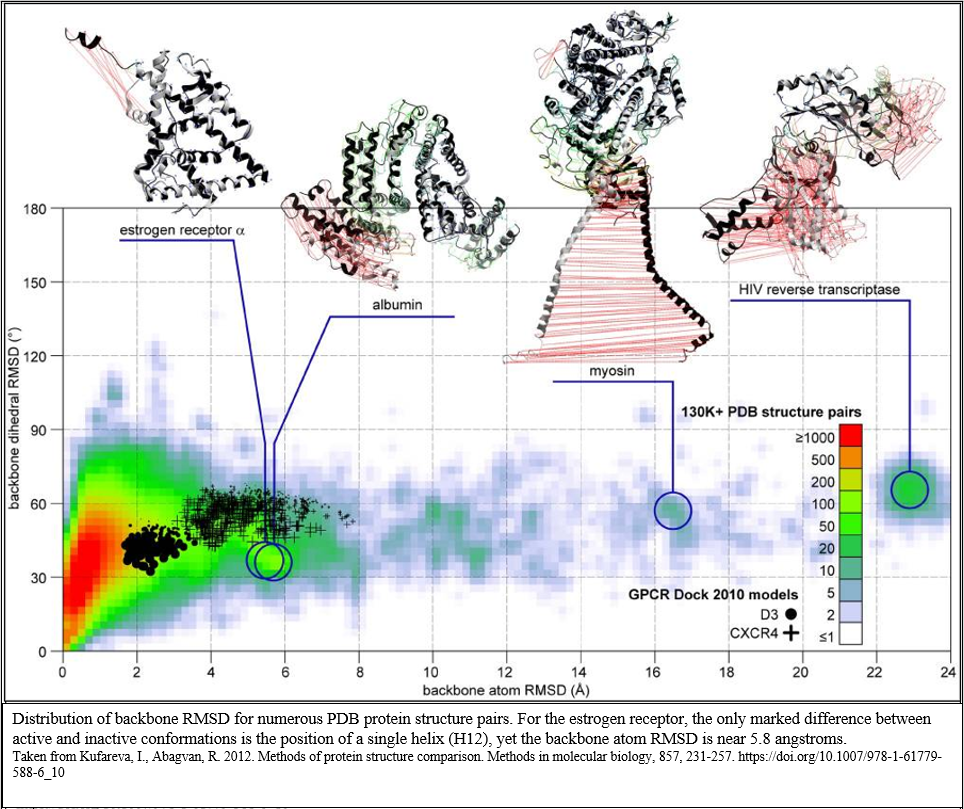 180
150
120
90
60
30
0
backbone dihedral RMSD (°)
estrogen receptor α
albumin
myosin
HIV reverse transcriptase
130K+ PDB structure pairs
≥1000
500
200
100
50
20
10
5
2
≤1
GPCR Dock 2010 models
D3
CXCR4
0 2 4 6 8 10 12 14 16 18 20 22 24
backbone atom RMSD (Å)
Distribution of backbone RMSD for numerous PDB protein structure pairs. For the estrogen receptor, the only marked difference between
active and inactive conformations is the position of a single helix (H12), yet the backbone atom RMSD is near 5.8 angstroms.
Taken from Kufareva, I., Abagvan, R. 2012. Methods of protein structure comparison. Methods in molecular biology, 857, 231-257. https://doi.org/10.1007/978-1-61779-
588-6_10